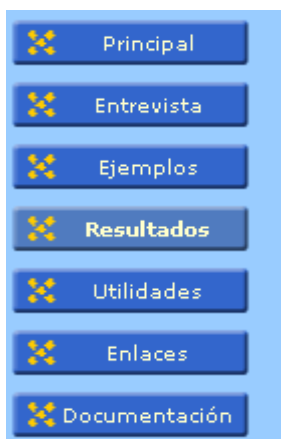 Principal
Entrevista
Ejemplos
Resultados
Utilidades
Enlaces
Documentación